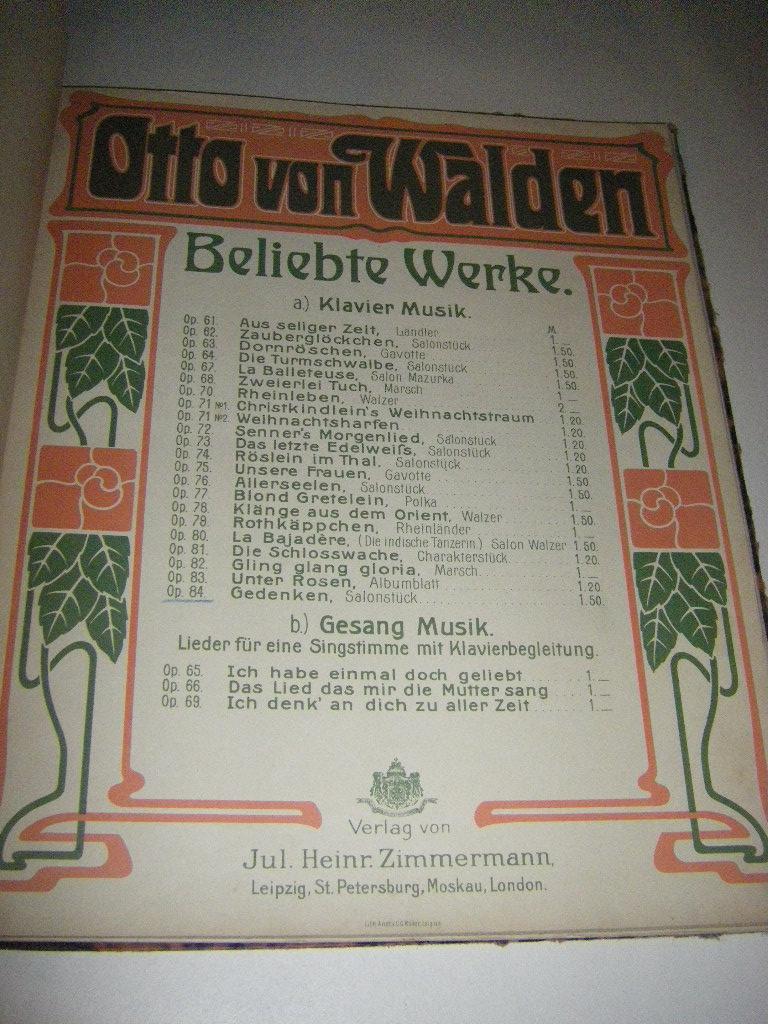 Otto von Walden
Beliebte Werke.
a.) Klavier Musik.
M.
Op. 61. Aus seliger Zeit, Ländler 1._
Op. 62. Zauberglöckchen, Salonstück 1.50.
Op. 63. Dornröschen, Gavotte 1.50.
Op. 64. Die Turmschwalbe, Salonstück 1.50.
Op. 67. La Balleteuse, Salon Mazurka 1.50.
Op. 68. Zweierlei Tuch, Marsch 1._
Op. 70. Rheinleben, Walzer 2._
Op. 71 No1. Christkindlein's Weihnachtstraum 1.20.
Op. 71 No2. Weihnachtsharfen 1.20.
Op. 72. Senner's Morgenlied, Salonstück 1.20.
Op. 73. Das letzte Edelweiſs, Salonstück 1.20.
Op. 74. Röslein im Thal, Salonstück 1.20.
Op. 75. Unsere Frauen, Gavotte 1.50.
Op. 76. Allerseelen, Salonstück 1.50.
Op. 77. Blond Gretelein, Polka 1._
Op. 78. Klänge aus dem Orient, Walzer 1.50.
Op. 79. Rothkäppchen, Rheinländer 1._
Op. 80. La Bajadère, (Die indische Tänzerin) Salon Walzer 1.50.
Op. 81. Die Schlosswache, Charakterstück 1.20.
Op. 82. Gling glang gloria, Marsch 1._
Op. 83. Unter Rosen, Albumblatt 1.20
Op. 84. Gedenken, Salonstück 1.50.
b.) Gesang Musik.
Lieder für eine Singstimme mit Klavierbegleitung.
Op. 65. Ich habe einmal doch geliebt 1._
Op. 66. Das Lied das mir die Mutter sang 1._
Op. 69. Ich denk' an dich zu aller Zeit 1._
Verlag von
Jul. Heinr. Zimmermann,
Leipzig, St. Petersburg, Moskau, London.